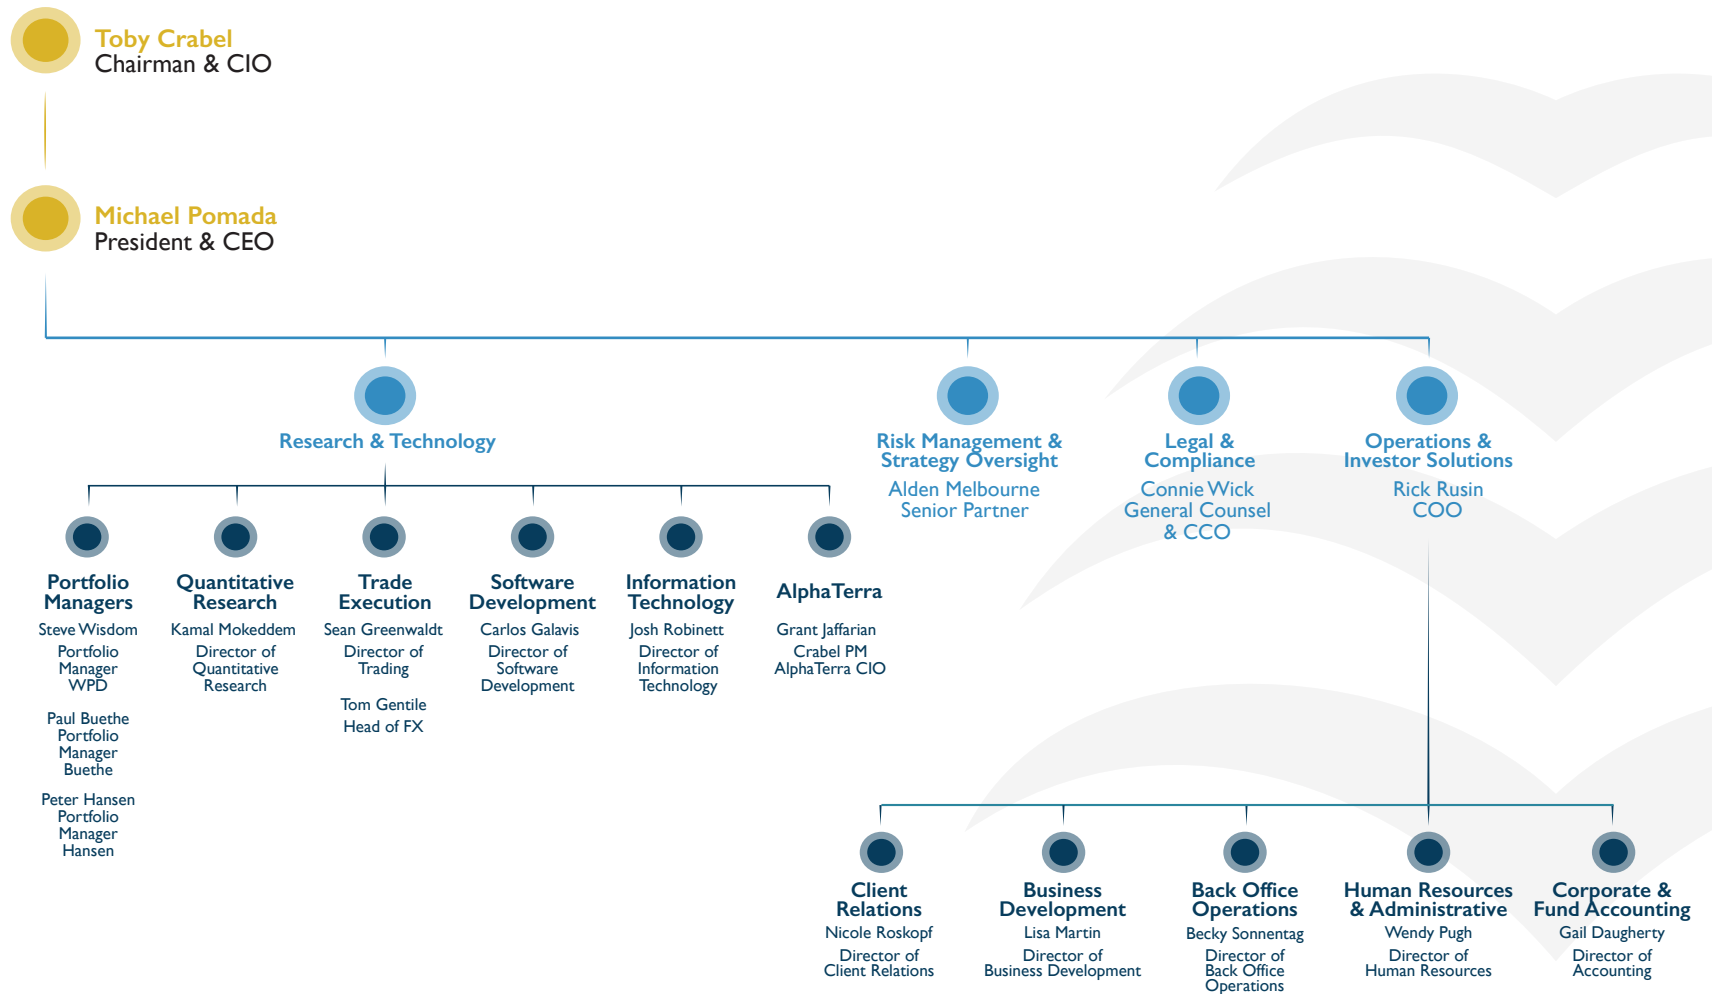 Toby Crabel
Chairman & CIO
Michael Pomada
President & CEO
Research & Technology
Risk Management &
Strategy Oversight
Alden Melbourne
Senior Partner
Legal &
Compliance
Connie Wick
General Counsel
& CCO
Operations &
Investor Solutions
Rick Rusin
COO
Portfolio
Managers
Steve Wisdom
Portfolio
Manager
WPD
Paul Buethe
Portfolio
Manager
Buethe
Peter Hansen
Portfolio
Manager
Hansen
Quantitative
Research
Kamal Mokeddem
Director of
Quantitative
Research
Trade
Execution
Sean Greenwaldt
Director of
Trading
Tom Gentile
Head of FX
Software
Development
Carlos Galavis
Director of
Software
Development
Information
Technology
Josh Robinett
Director of
Information
Technology
AlphaTerra
Grant Jaffarian
Crabel PM
AlphaTerra CIO
Client
Relations
Nicole Roskopf
Director of
Client Relations
Business
Development
Lisa Martin
Director of
Business Development
Back Office
Operations
Becky Sonnentag
Director of
Back Office
Operations
Human Resources
& Administrative
Wendy Pugh
Director of
Human Resources
Corporate &
Fund Accounting
Gail Daugherty
Director of
Accounting